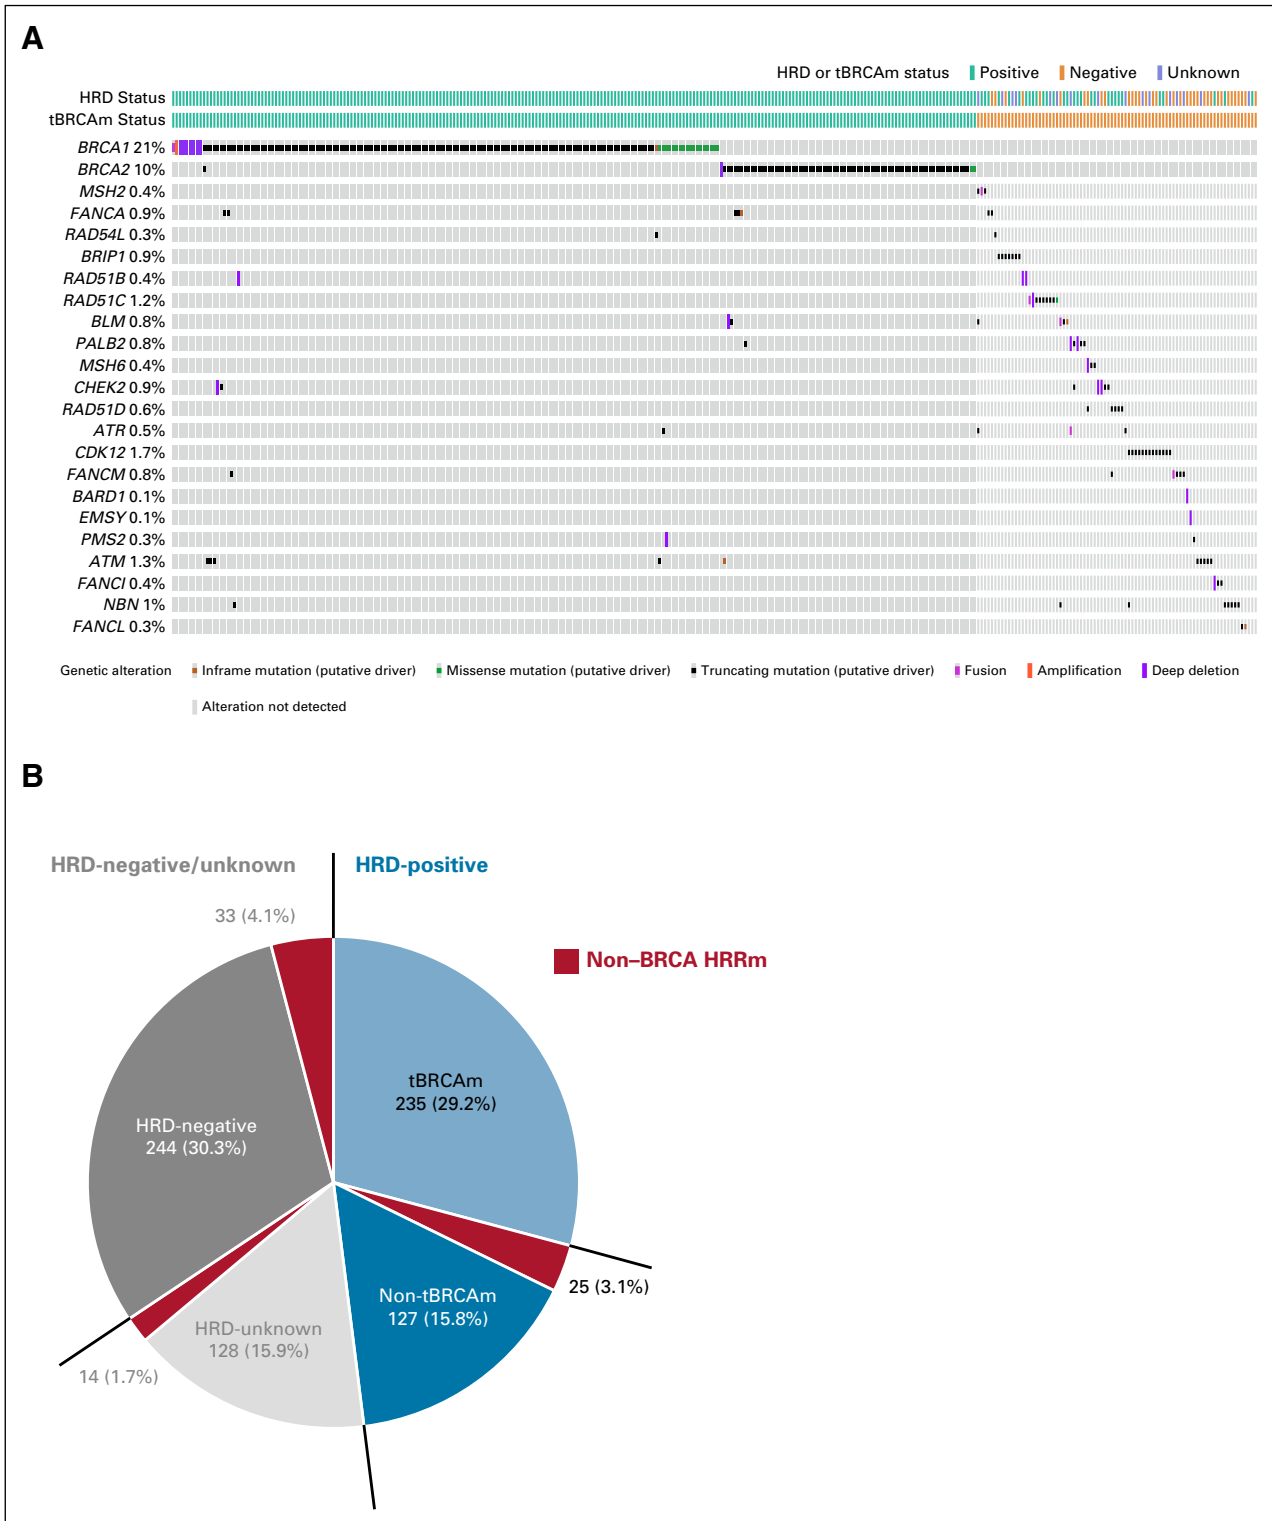 A
HRD or tBRCAm status Positive Negative Unknown
HRD Status
tBRCAm Status
BRCA1 21%
BRCA2 10%
MSH2 0.4%
FANCA 0.9%
RAD54L 0.3%
BRIP1 0.9%
RAD51B 0.4%
RAD51C 1.2%
BLM 0.8%
PALB2 0.8%
MSH6 0.4%
CHEK2 0.9%
RAD51D 0.6%
ATR 0.5%
CDK12 1.7%
FANCM 0.8%
BARD1 0.1%
EMSY 0.1%
PMS2 0.3%
ATM 1.3%
FANCI 0.4%
NBN 1%
FANCL 0.3%
Genetic alteration Inframe mutation (putative driver) Missense mutation (putative driver) Truncating mutation (putative driver) Fusion Amplification Deep deletion
Alteration not detected
B
HRD-negative/unknown HRD-positive
33 (4.1%)
Non–BRCA HRRm
tBRCAm
235 (29.2%)
HRD-negative
244 (30.3%)
25 (3.1%)
Non-tBRCAm
127 (15.8%)
HRD-unknown
128 (15.9%)
14 (1.7%)